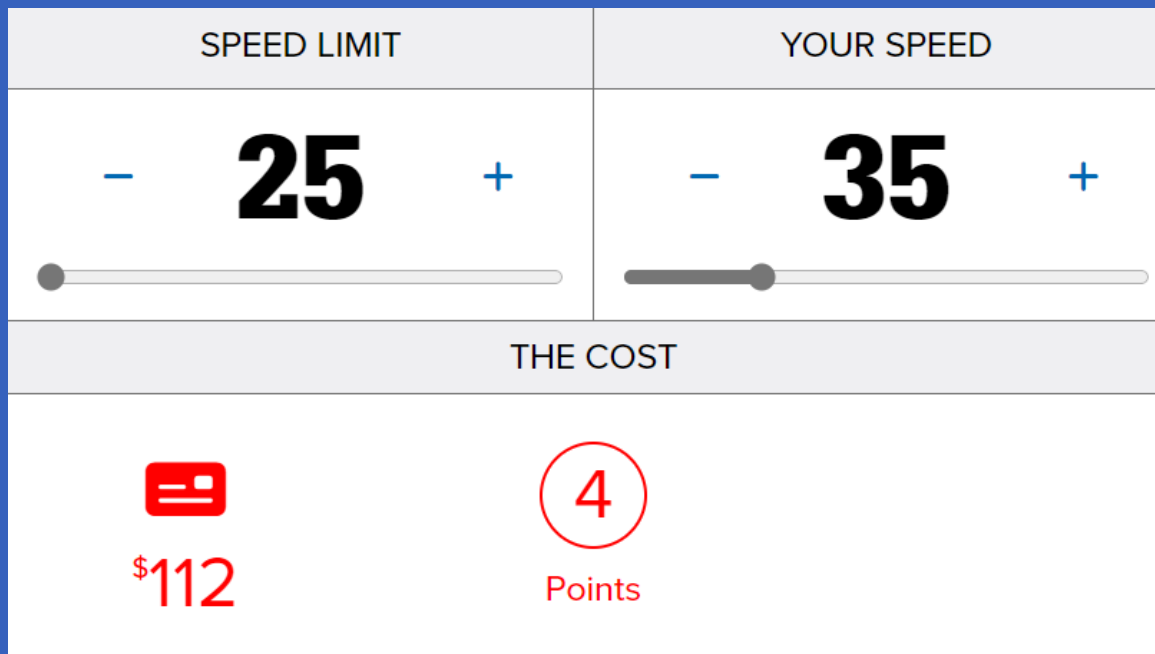 SPEED LIMIT
YOUR SPEED
− 25 +
− 35 +
THE COST
4
$112
Points